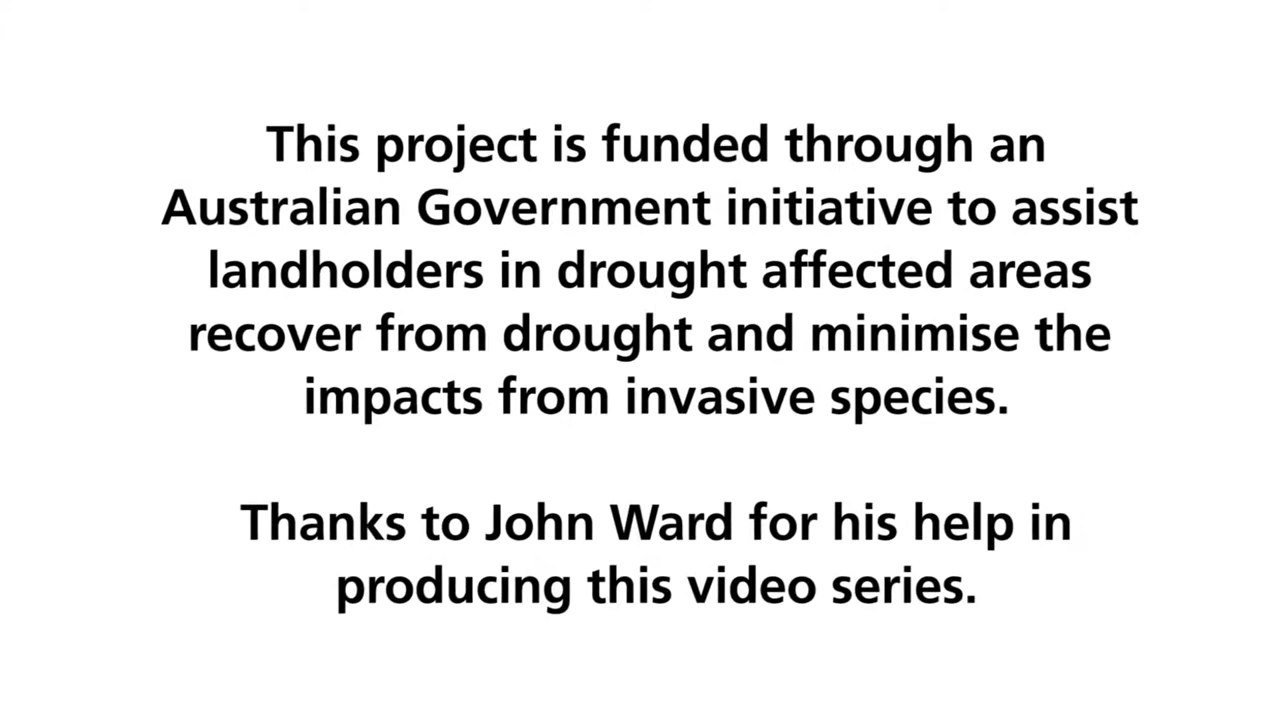 This project is funded through an
Australian Government initiative to assist
landholders in drought affected areas
recover from drought and minimise the
impacts from invasive species.
Thanks to John Ward for his help in
producing this video series.